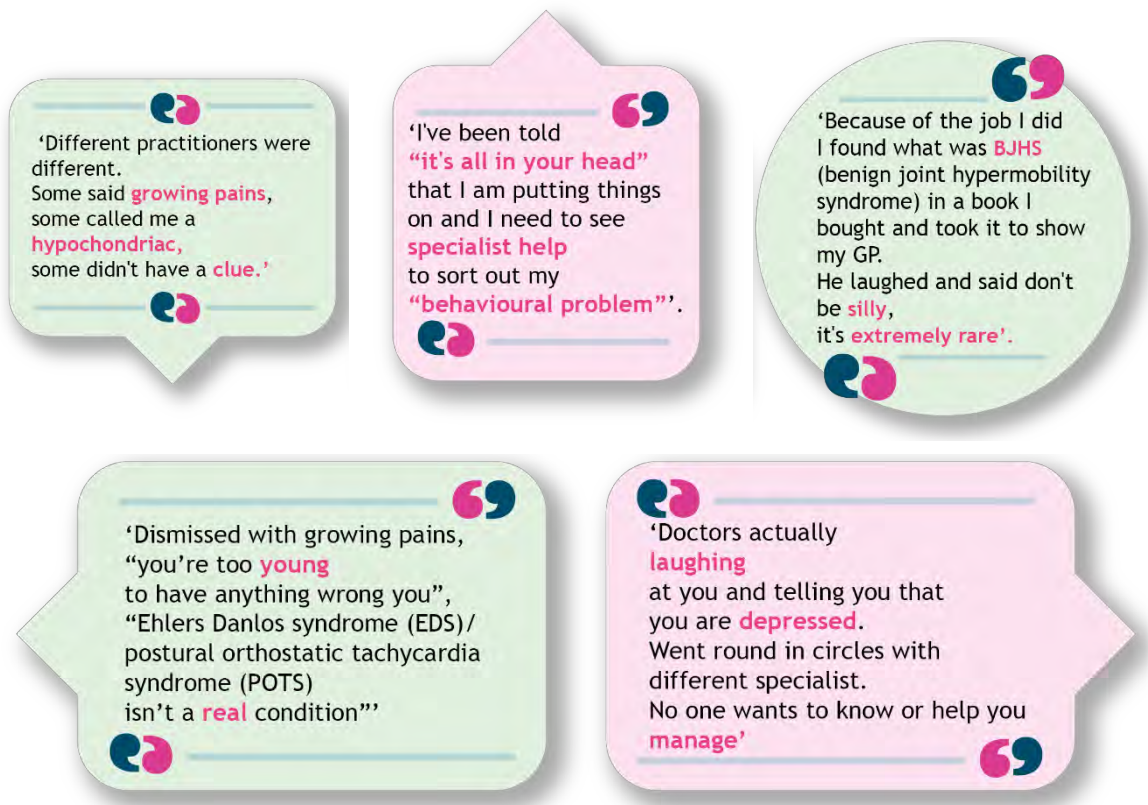 ‘Different practitioners were
different.
Some said growing pains,
some called me a
hypochondriac,
some didn't have a clue.’
‘I've been told
“it's all in your head”
that I am putting things
on and I need to see
specialist help
to sort out my
“behavioural problem”’.
‘Because of the job I did
I found what was BJHS
(benign joint hypermobility
syndrome) in a book I
bought and took it to show
my GP.
He laughed and said don't
be silly,
it's extremely rare’.
‘Dismissed with growing pains,
“you’re too young
to have anything wrong you”,
“Ehlers Danlos syndrome (EDS)/
postural orthostatic tachycardia
syndrome (POTS)
isn’t a real condition”’
‘Doctors actually
laughing
at you and telling you that
you are depressed.
Went round in circles with
different specialist.
No one wants to know or help you
manage’